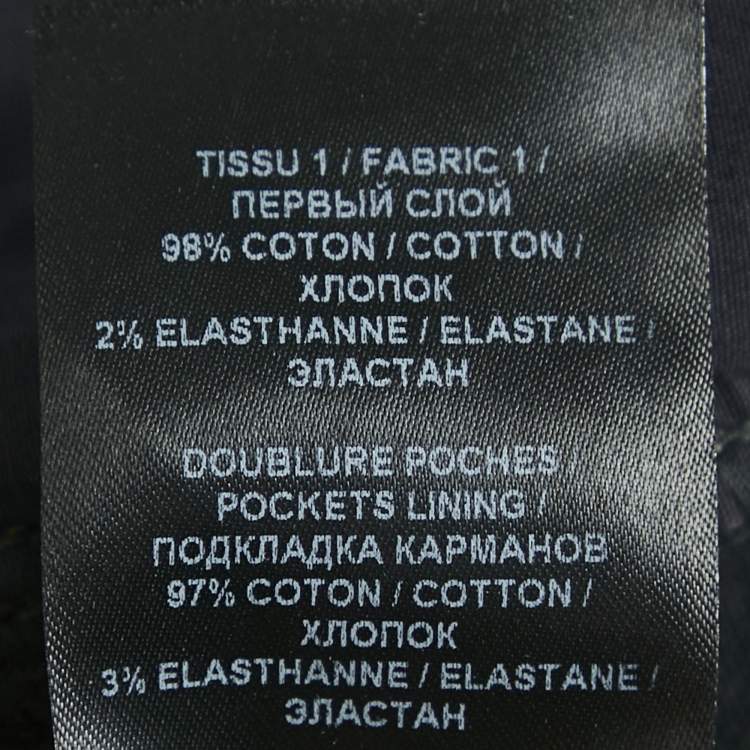 TISSU 1 / FABRIC 1 /
ПЕРВЫЙ СЛОЙ
98% COTON / COTTON /
ХЛОПОК
2% ELASTHANNE / ELASTANE /
ЭЛАСТАН
DOUBLURE POCHES /
POCKETS LINING /
ПОДКЛАДКА КАРМАНОВ
97% COTON / COTTON /
ХЛОПОК
3% ELASTHANNE / ELASTANE /
ЭЛАСТАН